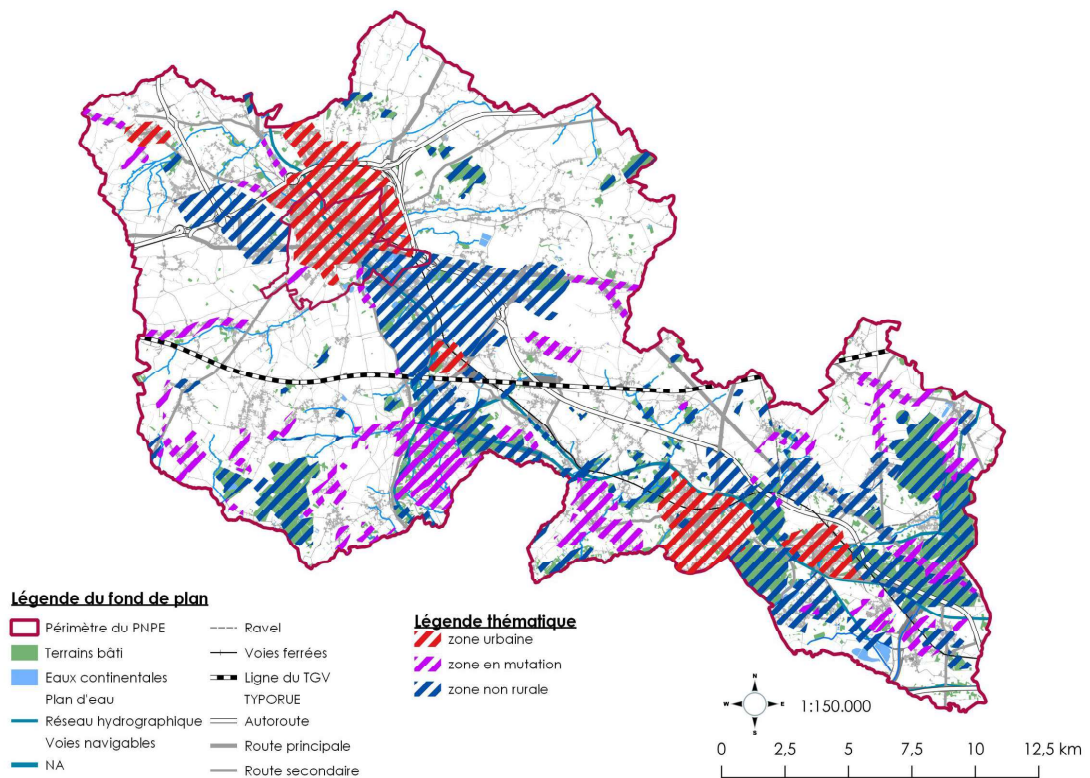 Légende du fond de plan
Périmètre du PNPE
Terrains bâti
Eaux continentales
Plan d'eau
Réseau hydrographique
Voies navigables
NA
Ravel
Voies ferrées
Ligne du TGV
TYPORUE
Autoroute
Route principale
Route secondaire
Légende thématique
zone urbaine
zone en mutation
zone non rurale
N
W E
S
1:150.000
0 2,5 5 7,5 10 12,5 km